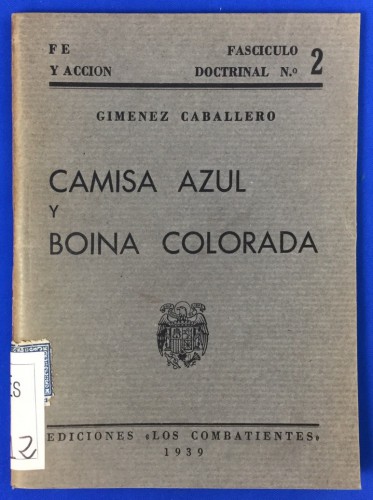 FE
Y ACCION
FASCICULO
DOCTRINAL N.º 2
GIMENEZ CABALLERO
CAMISA AZUL
Y
BOINA COLORADA
EDICIONES «LOS COMBATIENTES»
1939